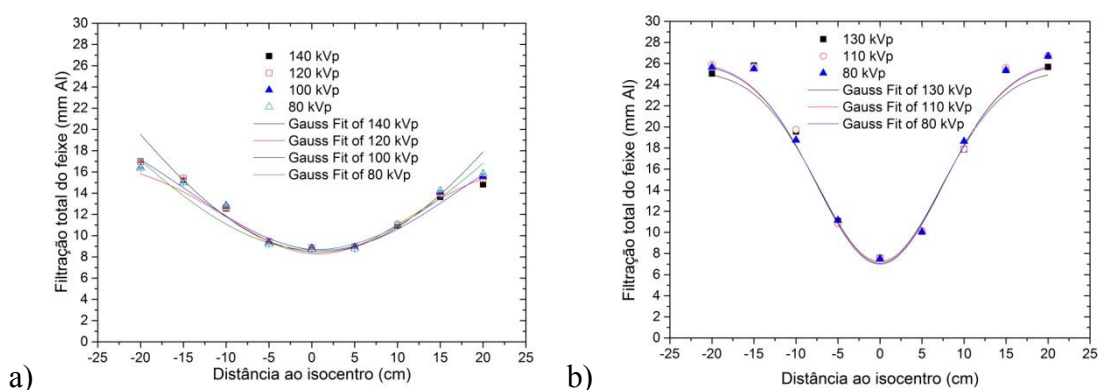 30
28
26
24
22
20
18
16
14
12
10
8
6
4
2
0
Filtração total do feixe (mm Al)
140 kVp
120 kVp
100 kVp
80 kVp
Gauss Fit of 140 kVp
Gauss Fit of 120 kVp
Gauss Fit of 100 kVp
Gauss Fit of 80 kVp
-25 -20 -15 -10 -5 0 5 10 15 20 25
Distância ao isocentro (cm)
a)
30
28
26
24
22
20
18
16
14
12
10
8
6
4
2
0
Filtração total do feixe (mm Al)
130 kVp
110 kVp
80 kVp
Gauss Fit of 130 kVp
Gauss Fit of 110 kVp
Gauss Fit of 80 kVp
-25 -20 -15 -10 -5 0 5 10 15 20 25
Distância ao isocentro (cm)
b)